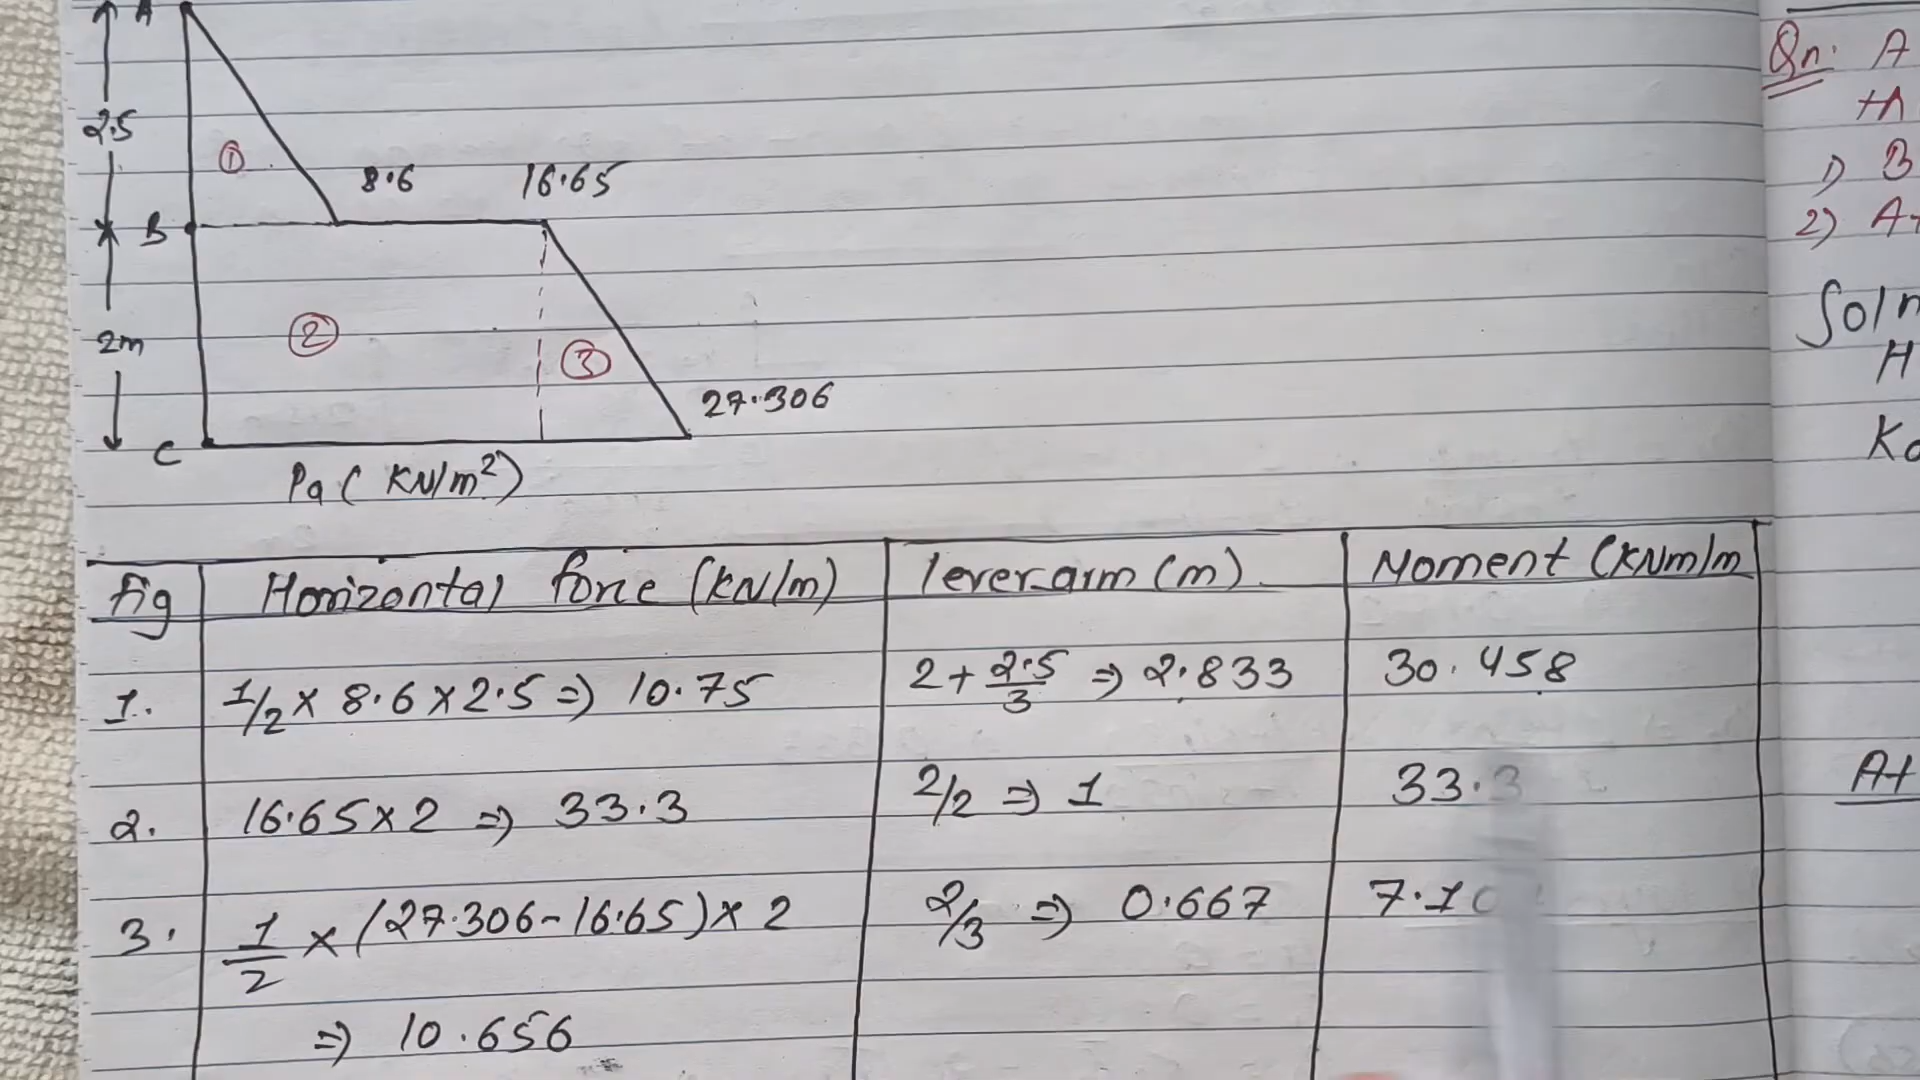 A
2.5
①
8.6
16.65
B
2m
②
③
27.306
C
Pa ( KN/m²)
fig
Horizontal force (kN/m)
lever arm (m)
Moment (KNm/m
1.
1/2 × 8.6 × 2.5 ⇒ 10.75
2 + 2.5/3 ⇒ 2.833
30.458
2.
16.65 × 2 ⇒ 33.3
2/2 ⇒ 1
33.3
3.
1/2 × (27.306 - 16.65) × 2
⇒ 10.656
2/3 ⇒ 0.667
7.10
Qn: A
1) B
2) A
Soln
H
At